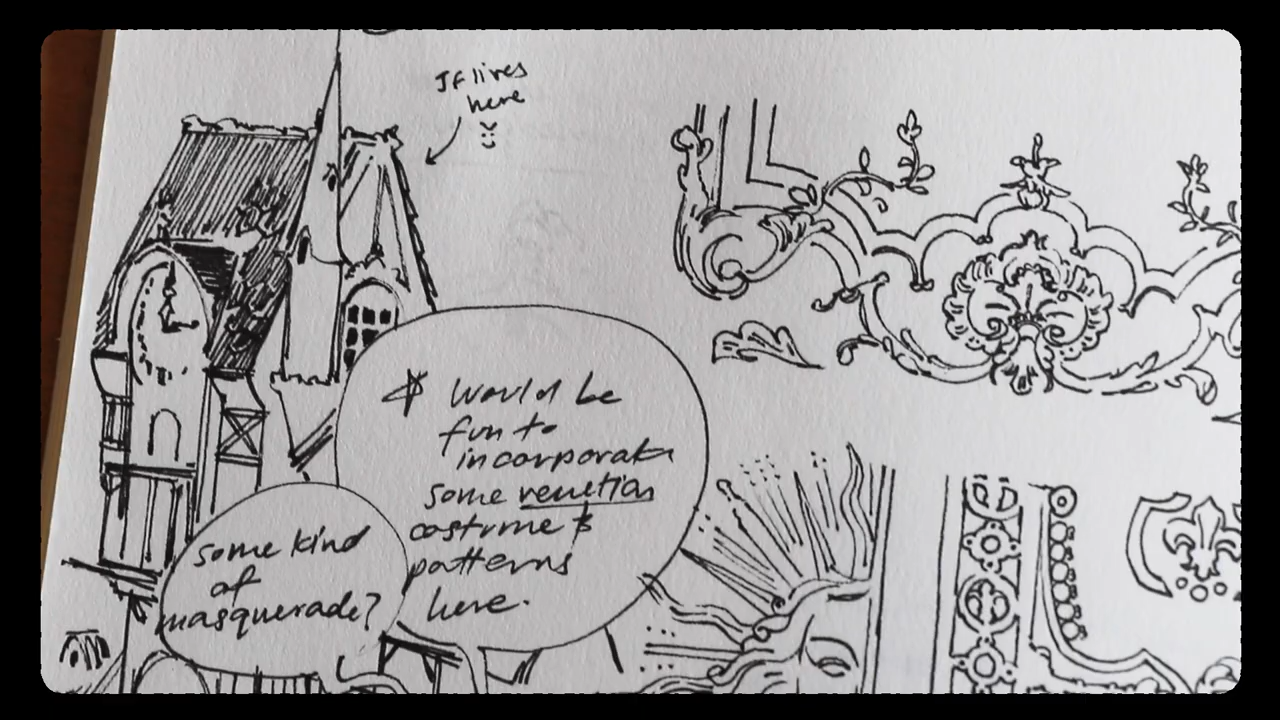 JF lives
here
* Would be
fun to
incorporate
some venetian
costume &
patterns
here.
some kind
of
masquerade?